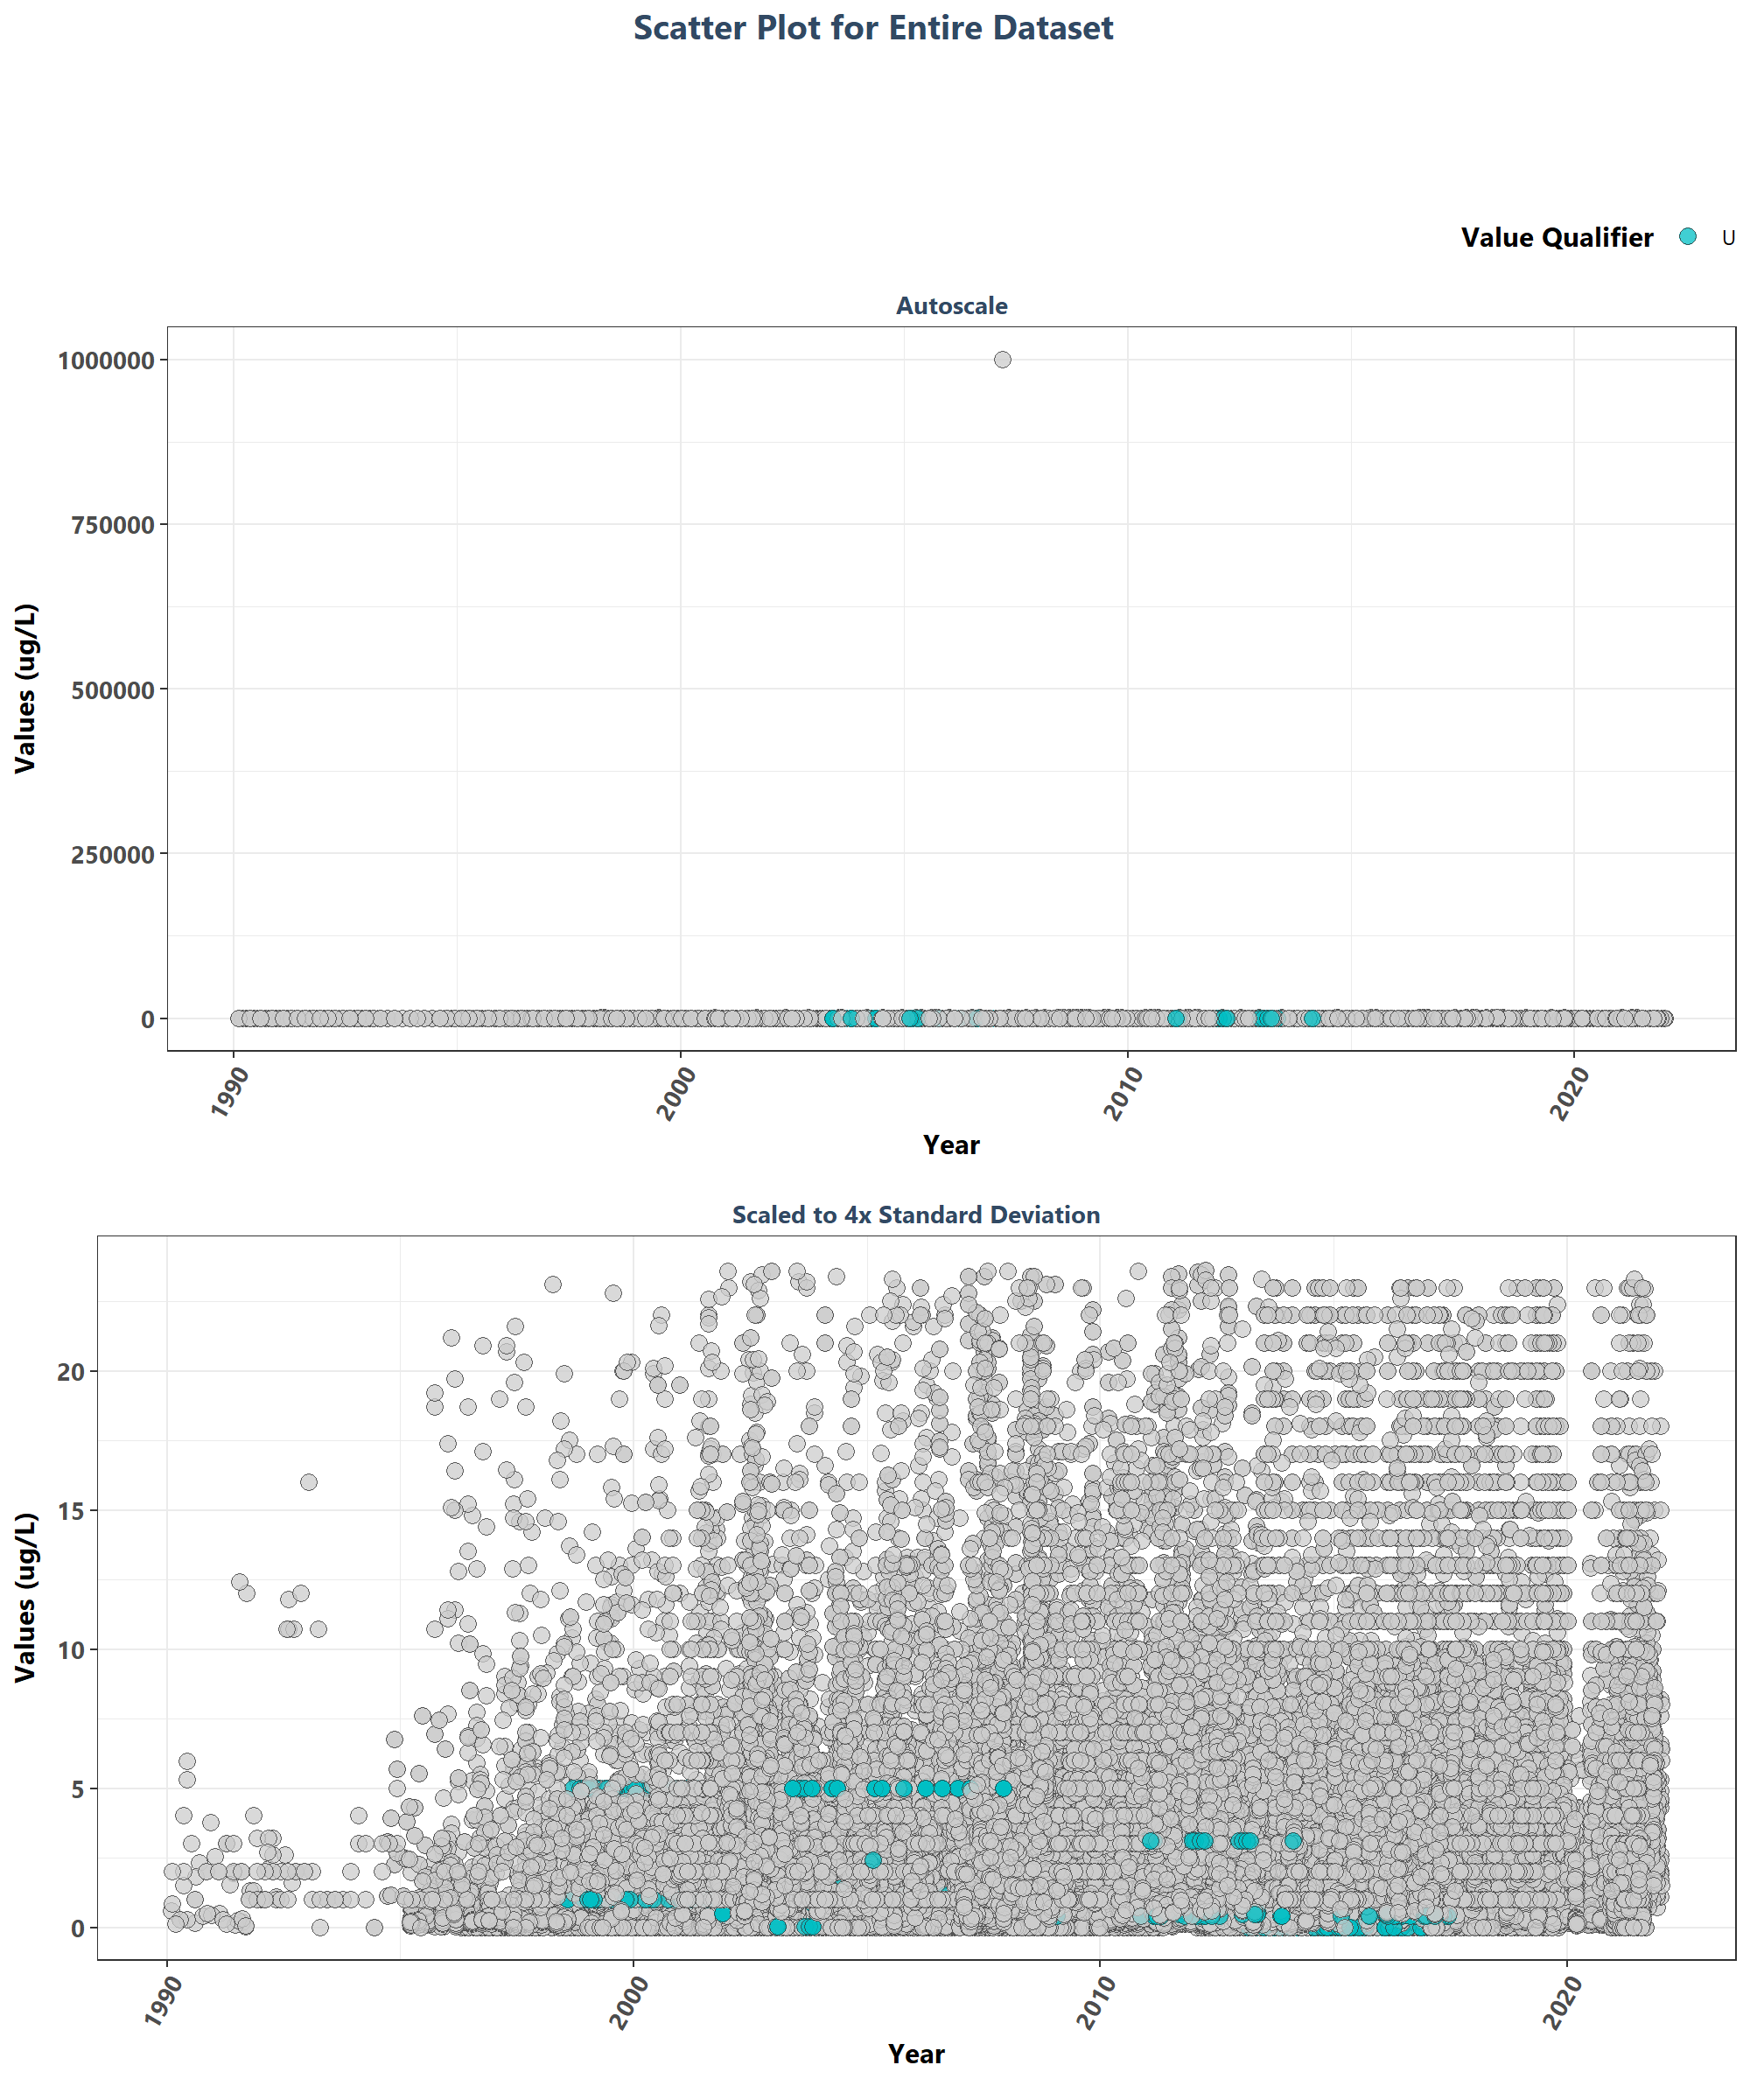 Scatter Plot for Entire Dataset
Value Qualifier U
Autoscale
Values (ug/L)
1000000
750000
500000
250000
0
1990 2000 2010 2020
Year
Scaled to 4x Standard Deviation
Values (ug/L)
20
15
10
5
0
1990 2000 2010 2020
Year